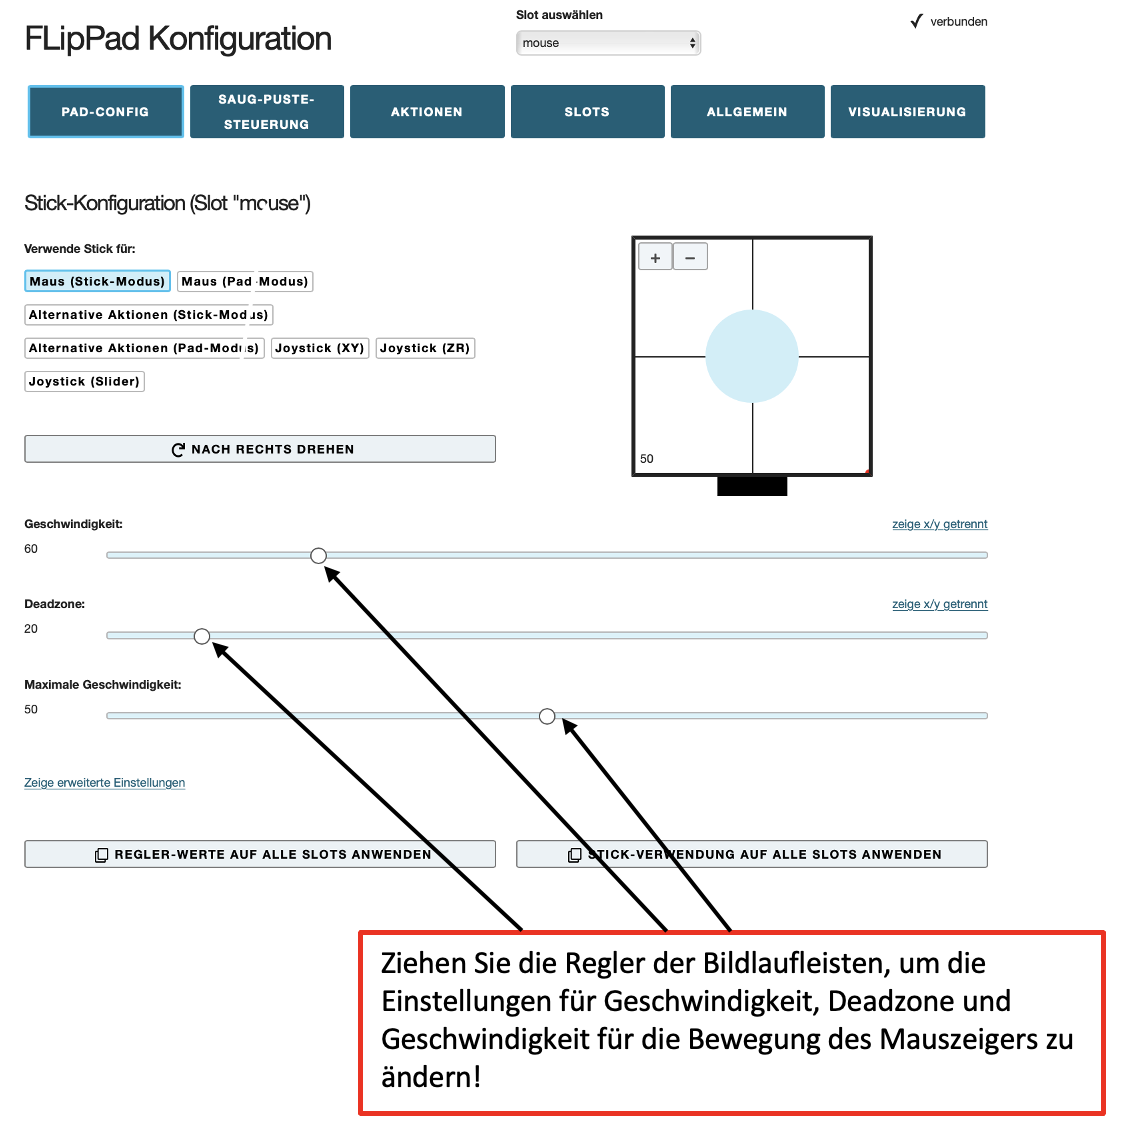 FLipPad Konfiguration
Slot auswählen
mouse
✓ verbunden
PAD-CONFIG
SAUG-PUSTE-
STEUERUNG
AKTIONEN
SLOTS
ALLGEMEIN
VISUALISIERUNG
Stick-Konfiguration (Slot "mouse")
Verwende Stick für:
Maus (Stick-Modus) Maus (Pad-Modus)
Alternative Aktionen (Stick-Modus)
Alternative Aktionen (Pad-Modus) Joystick (XY) Joystick (ZR)
Joystick (Slider)
NACH RECHTS DREHEN
+ −
50
Geschwindigkeit: zeige x/y getrennt
60
Deadzone: zeige x/y getrennt
20
Maximale Geschwindigkeit:
50
Zeige erweiterte Einstellungen
REGLER-WERTE AUF ALLE SLOTS ANWENDEN
STICK-VERWENDUNG AUF ALLE SLOTS ANWENDEN
Ziehen Sie die Regler der Bildlaufleisten, um die
Einstellungen für Geschwindigkeit, Deadzone und
Geschwindigkeit für die Bewegung des Mauszeigers zu
ändern!